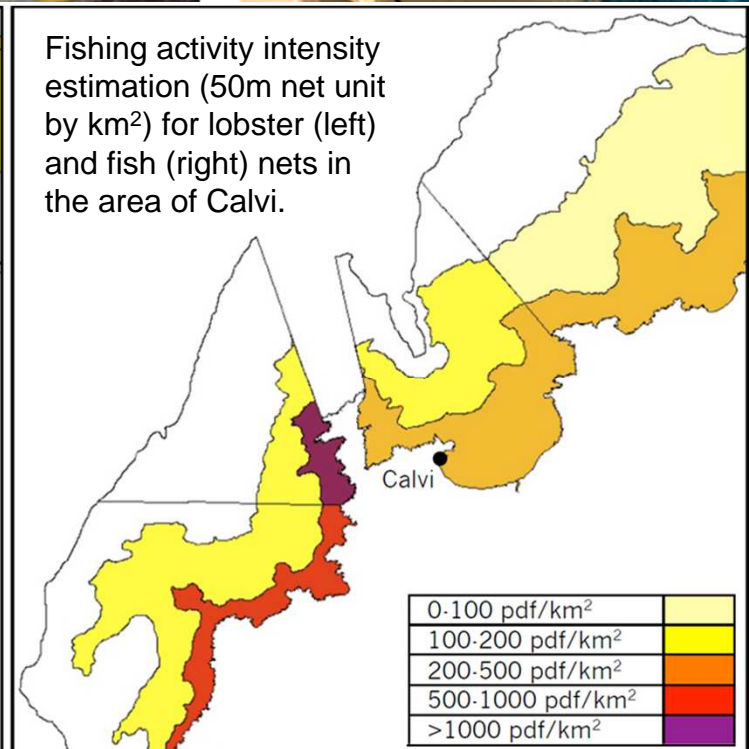 Fishing activity intensity
estimation (50m net unit
by km²) for lobster (left)
and fish (right) nets in
the area of Calvi.
Calvi
0-100 pdf/km²
100-200 pdf/km²
200-500 pdf/km²
500-1000 pdf/km²
>1000 pdf/km²